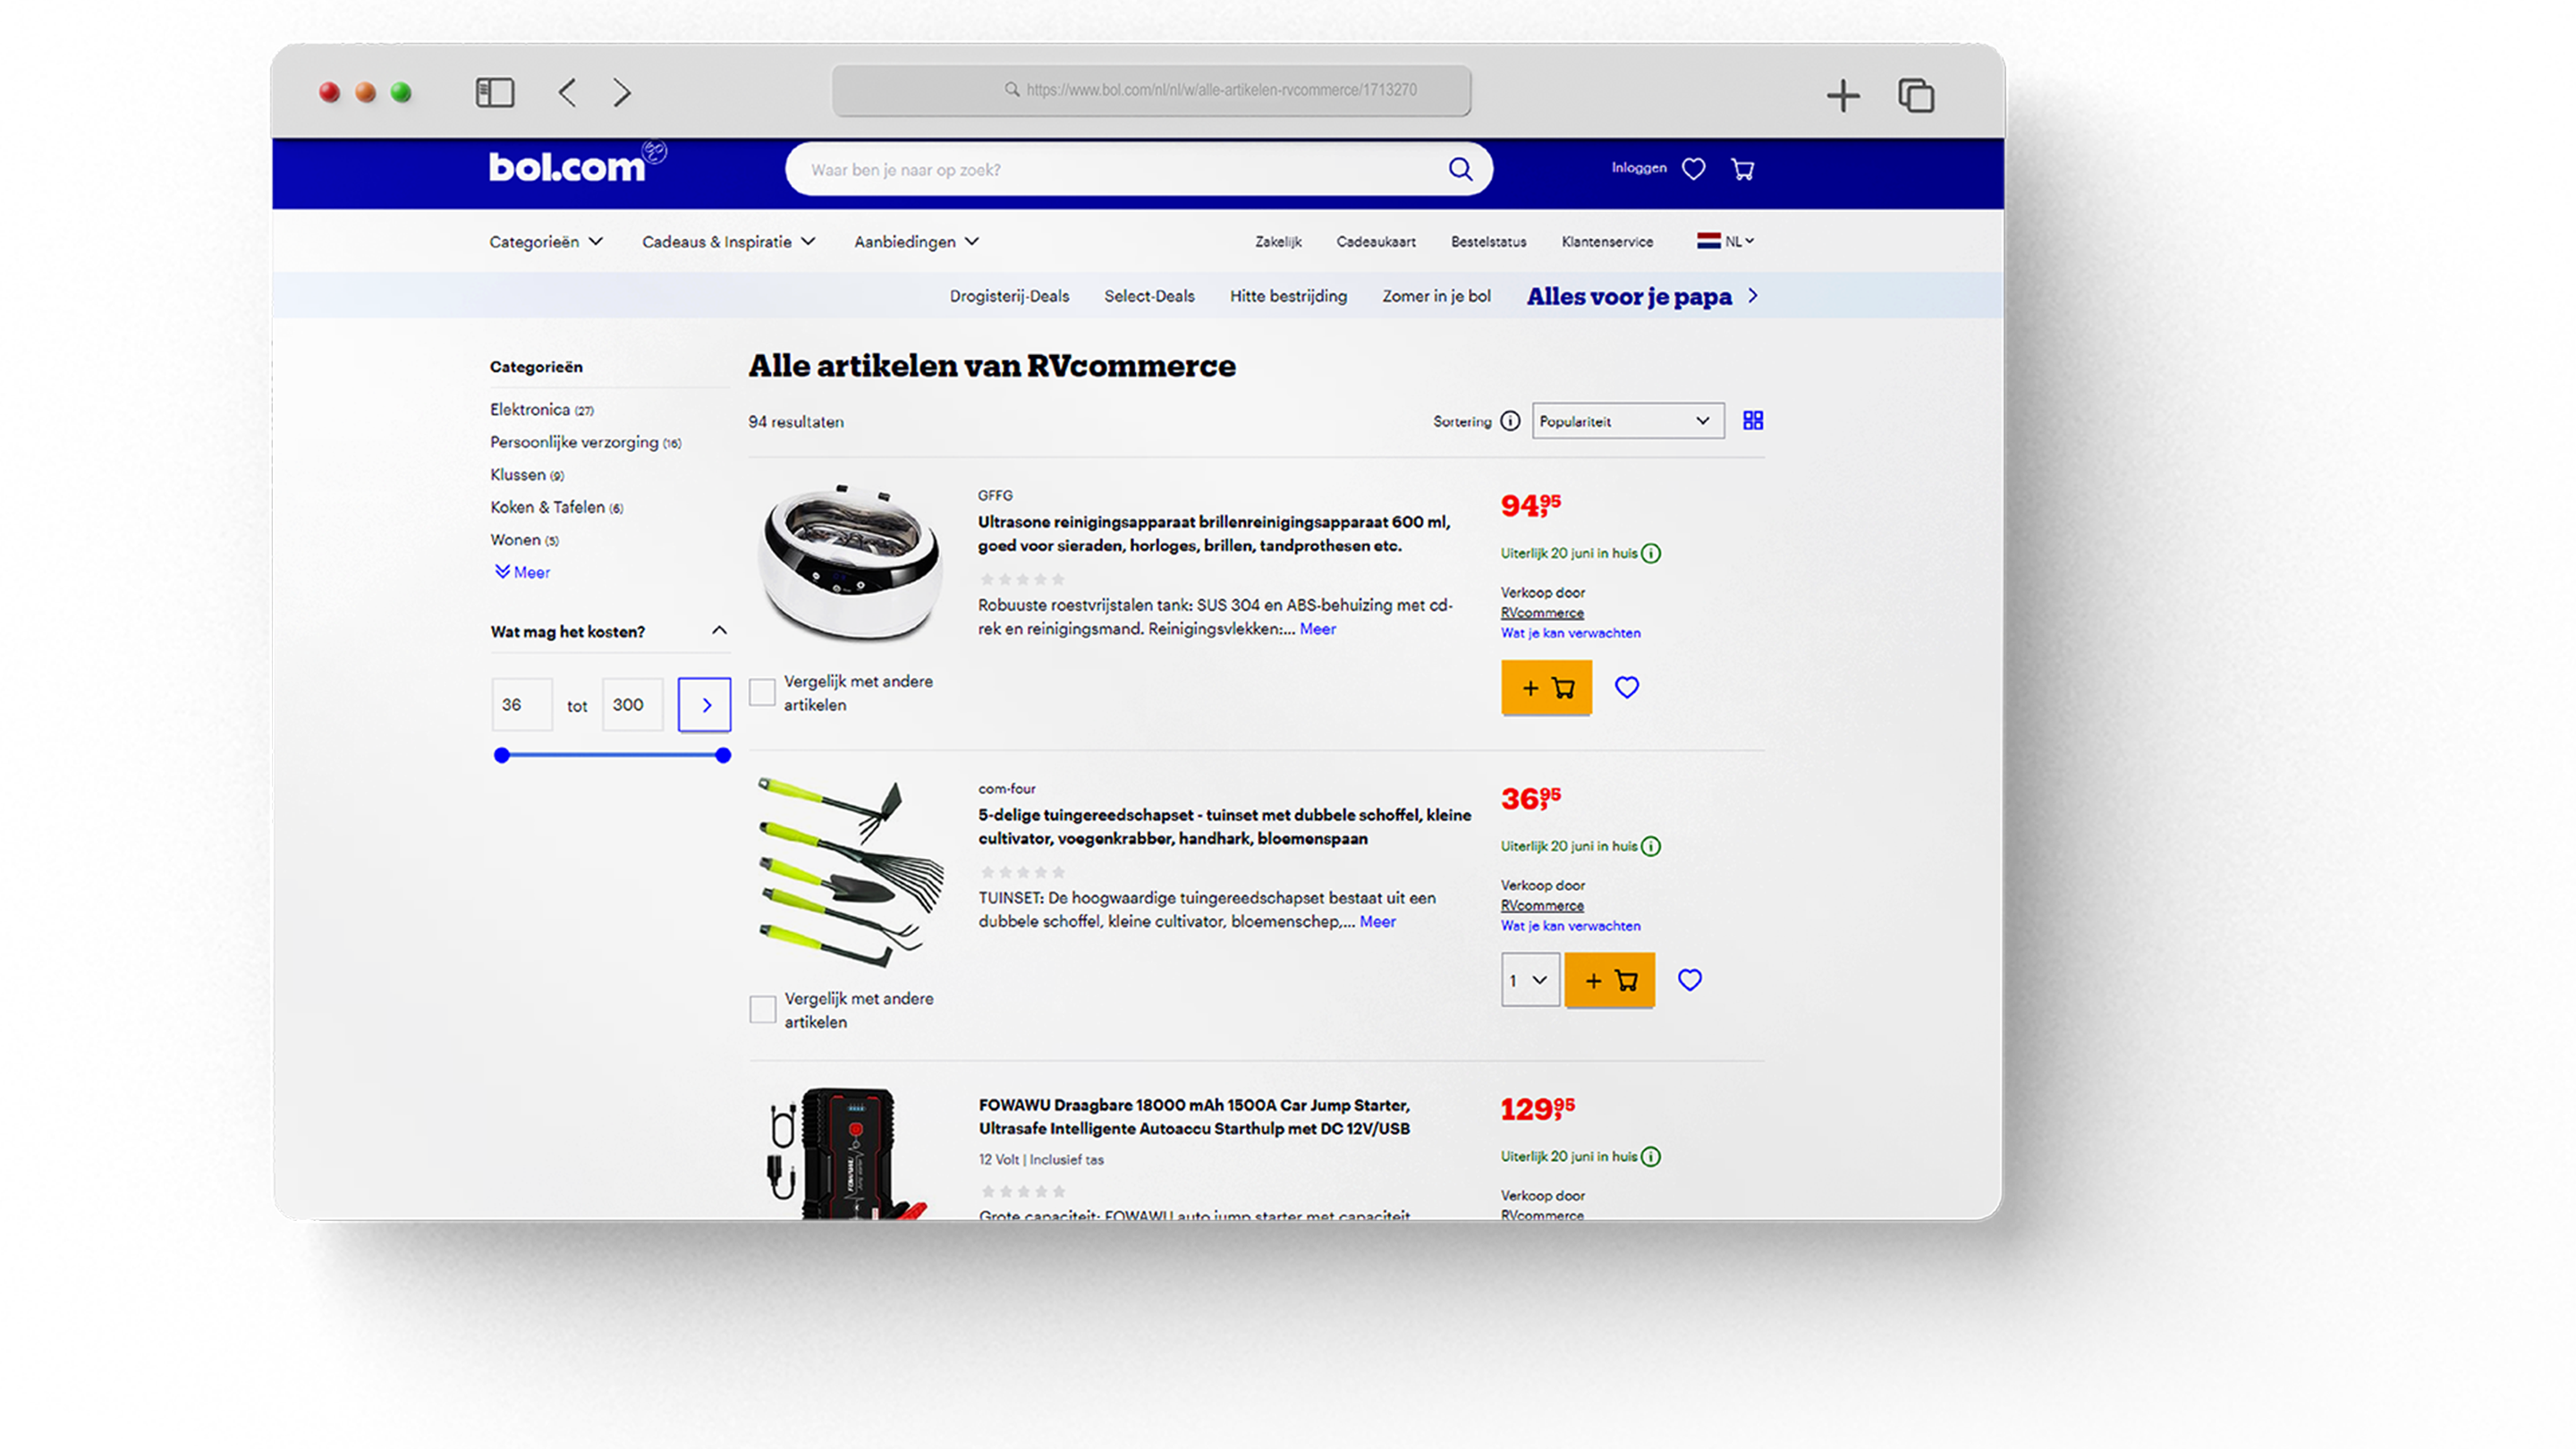 https://www.bol.com/nl/nl/w/alle-artikelen-rvcommerce/1713270
bol.com
Waar ben je naar op zoek?
Inloggen
Categorieën
Cadeaus & Inspiratie
Aanbiedingen
Zakelijk
Cadeaukaart
Bestelstatus
Klantenservice
NL
Drogisterij-Deals
Select-Deals
Hitte bestrijding
Zomer in je bol
Alles voor je papa
Categorieën
Elektronica (27)
Persoonlijke verzorging (16)
Klussen (9)
Koken & Tafelen (6)
Wonen (5)
Meer
Wat mag het kosten?
36 tot 300
Alle artikelen van RVcommerce
94 resultaten
Sortering
Populariteit
GFFG
Ultrasone reinigingsapparaat brillenreinigingsapparaat 600 ml,
goed voor sieraden, horloges, brillen, tandprothesen etc.
Robuuste roestvrijstalen tank: SUS 304 en ABS-behuizing met cd-
rek en reinigingsmand. Reinigingsvlekken:... Meer
Vergelijk met andere
artikelen
94,95
Uiterlijk 20 juni in huis
Verkoop door
RVcommerce
Wat je kan verwachten
com-four
5-delige tuingereedschapset - tuinset met dubbele schoffel, kleine
cultivator, voegenkrabber, handhark, bloemenspaan
TUINSET: De hoogwaardige tuingereedschapset bestaat uit een
dubbele schoffel, kleine cultivator, bloemenschep,... Meer
Vergelijk met andere
artikelen
36,95
Uiterlijk 20 juni in huis
Verkoop door
RVcommerce
Wat je kan verwachten
1
FOWAWU Draagbare 18000 mAh 1500A Car Jump Starter,
Ultrasafe Intelligente Autoaccu Starthulp met DC 12V/USB
12 Volt | Inclusief tas
Grote capaciteit: FOWAWU auto jump starter met capaciteit
129,95
Uiterlijk 20 juni in huis
Verkoop door
RVcommerce